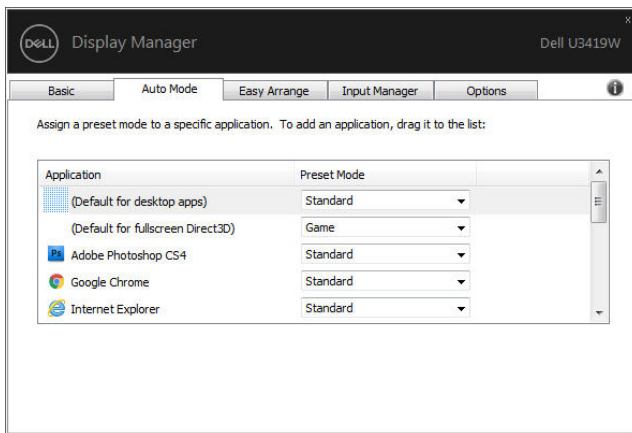 DELL Display Manager Dell U3419W
Basic Auto Mode Easy Arrange Input Manager Options
Assign a preset mode to a specific application. To add an application, drag it to the list:
Application Preset Mode
(Default for desktop apps) Standard
(Default for fullscreen Direct3D) Game
Ps Adobe Photoshop CS4 Standard
Google Chrome Standard
Internet Explorer Standard